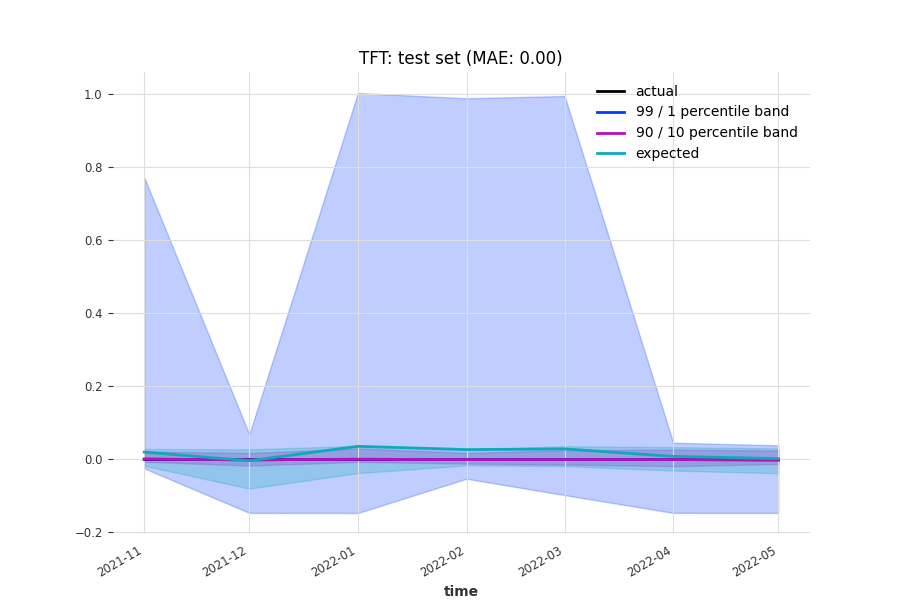 TFT: test set (MAE: 0.00)
actual
99 / 1 percentile band
90 / 10 percentile band
expected
1.0
0.8
0.6
0.4
0.2
0.0
−0.2
2021-11
2021-12
2022-01
2022-02
2022-03
2022-04
2022-05
time